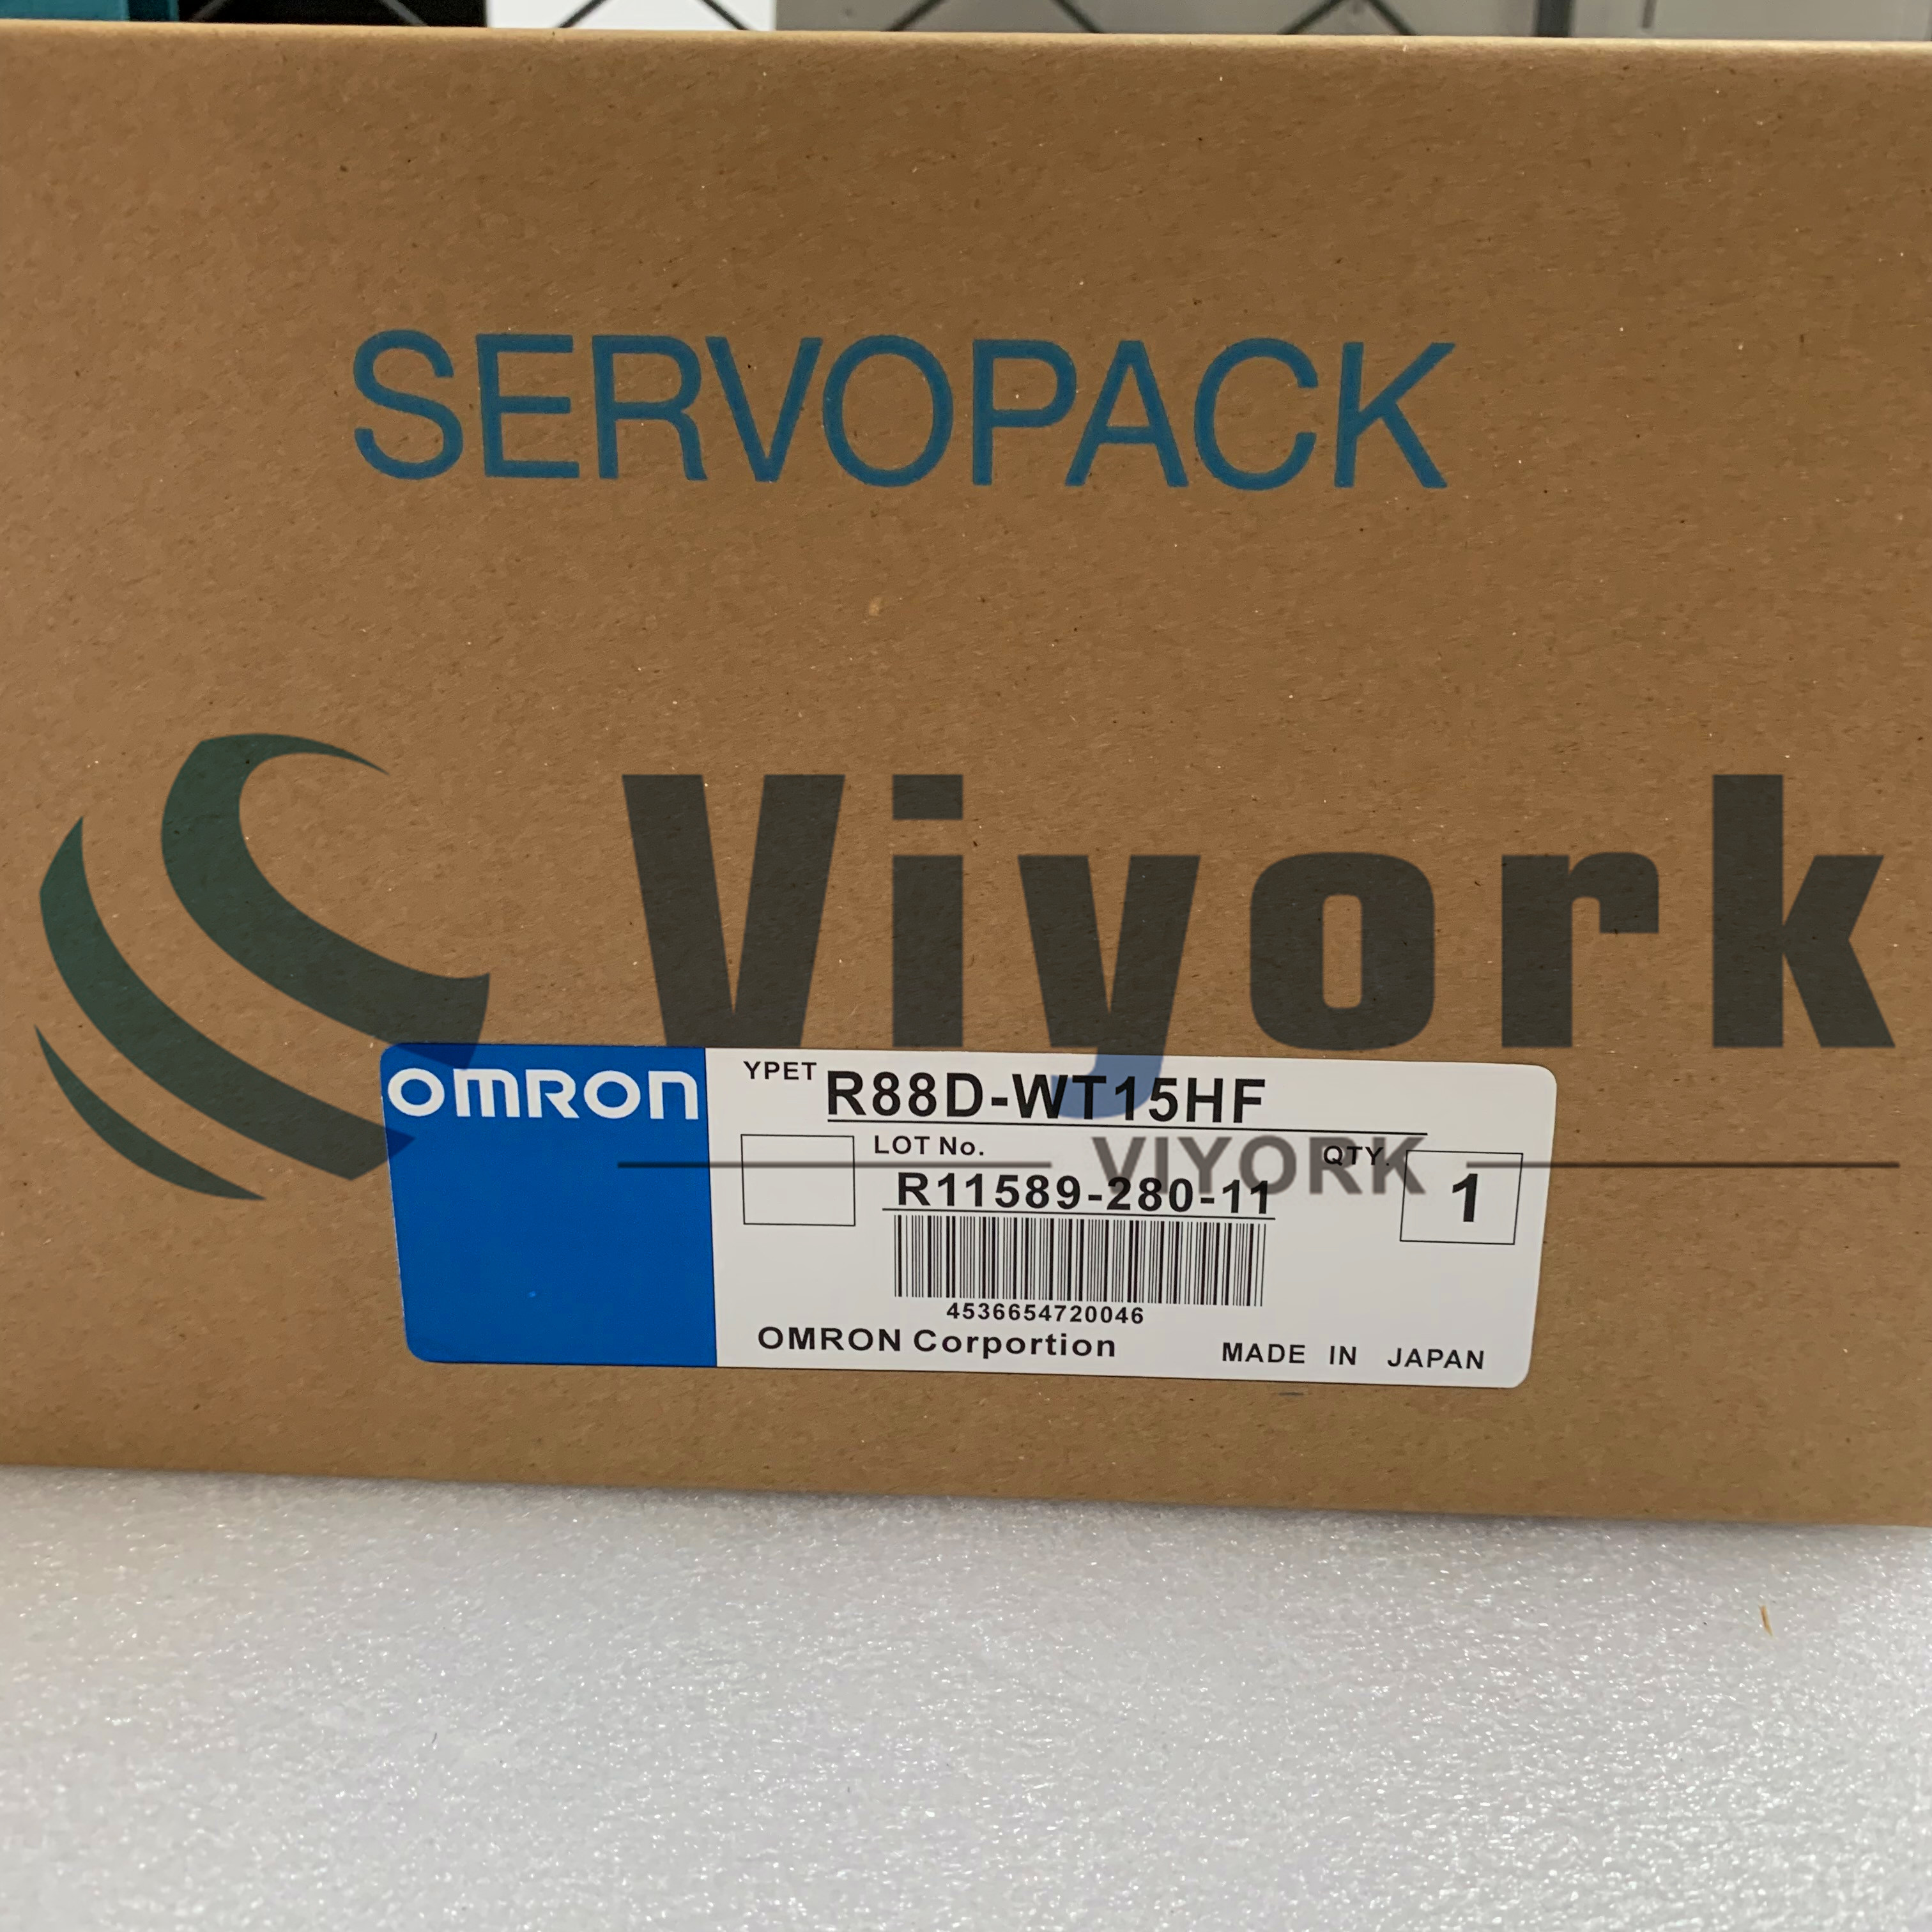 SERVOPACK
Viyork
OMRON
YPET R88D-WT15HF
LOT No.
QTY.
VIYORK
R11589-280-11
1
4536654720046
OMRON Corportion
MADE IN JAPAN